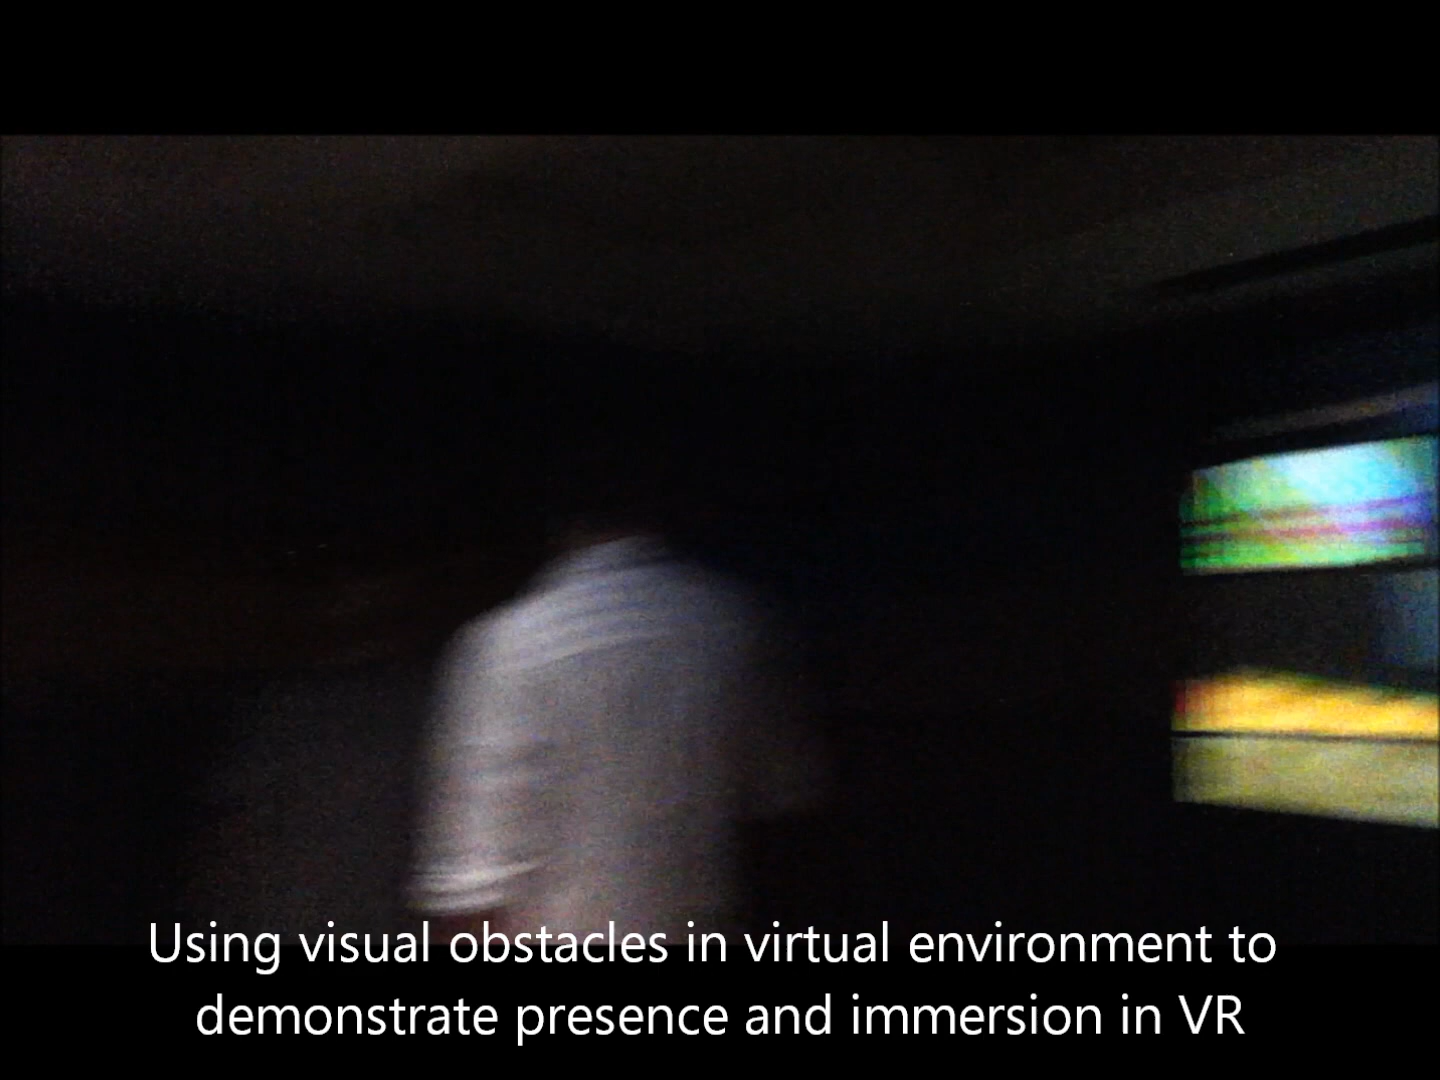 Using visual obstacles in virtual environment to
demonstrate presence and immersion in VR